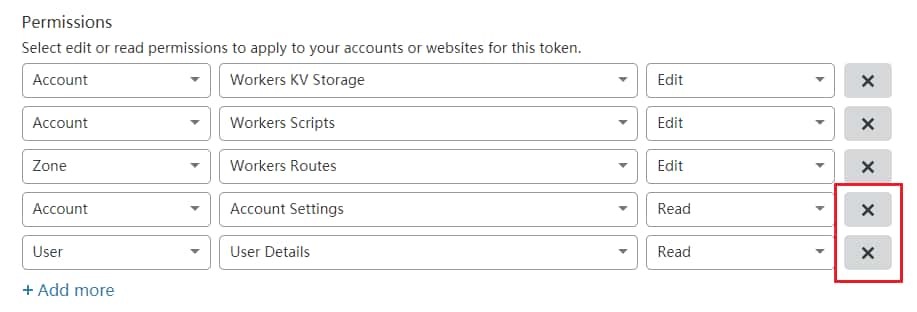 Permissions
Select edit or read permissions to apply to your accounts or websites for this token.
Account Workers KV Storage Edit
Account Workers Scripts Edit
Zone Workers Routes Edit
Account Account Settings Read
User User Details Read
+ Add more